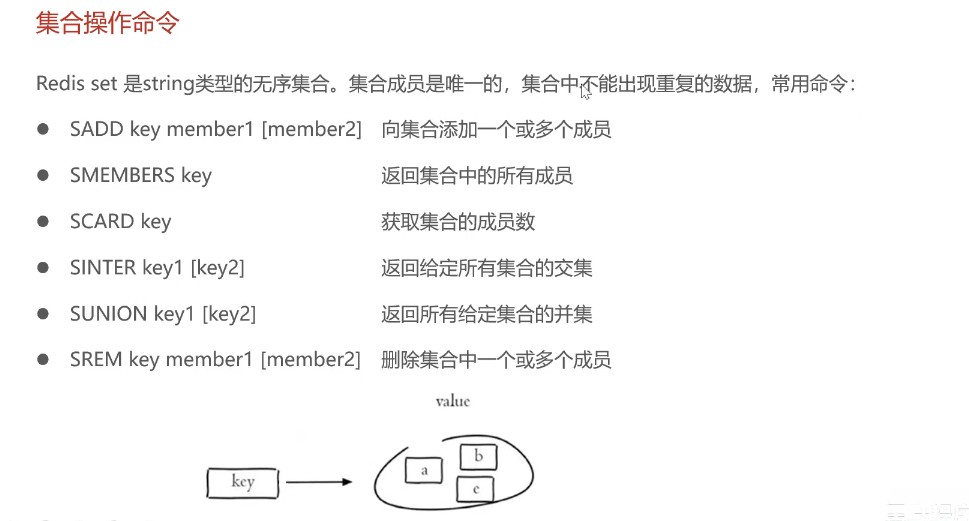 集合操作命令
Redis set 是string类型的无序集合。集合成员是唯一的，集合中不能出现重复的数据，常用命令：
● SADD key member1 [member2] 向集合添加一个或多个成员
● SMEMBERS key 返回集合中的所有成员
● SCARD key 获取集合的成员数
● SINTER key1 [key2] 返回给定所有集合的交集
● SUNION key1 [key2] 返回所有给定集合的并集
● SREM key member1 [member2] 删除集合中一个或多个成员
value
key
a
b